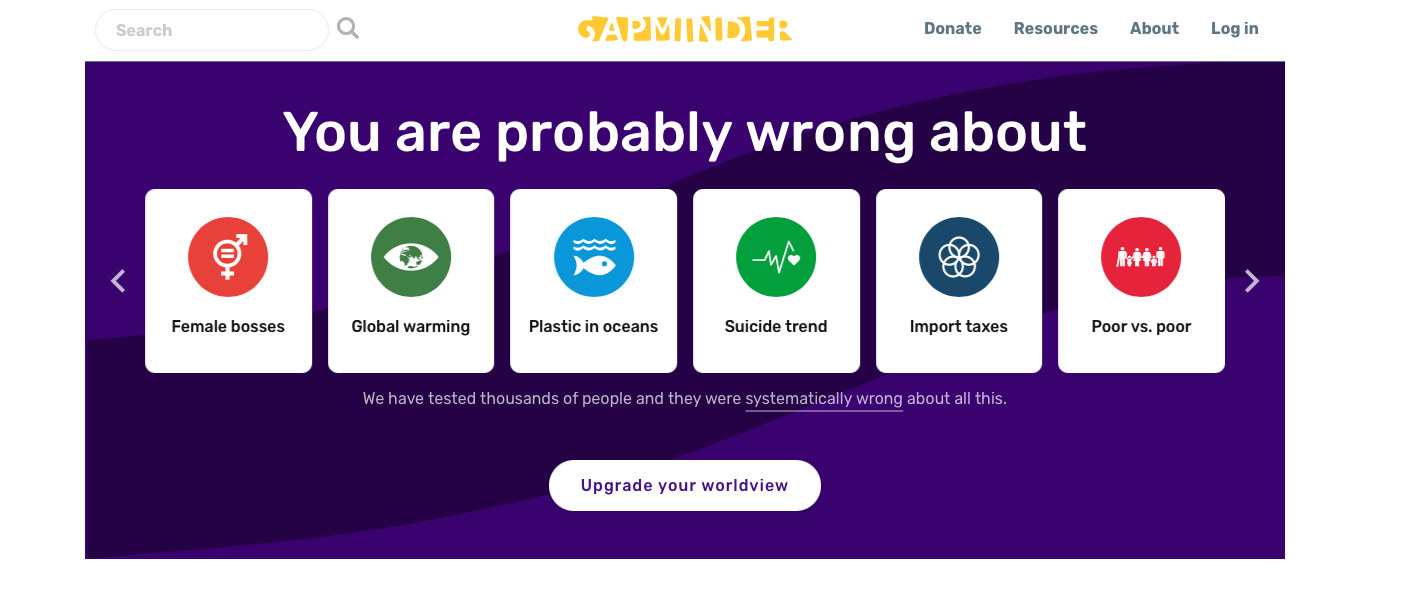 Search
GAPMINDER
Donate Resources About Log in
You are probably wrong about
Female bosses Global warming Plastic in oceans Suicide trend Import taxes Poor vs. poor
We have tested thousands of people and they were systematically wrong about all this.
Upgrade your worldview